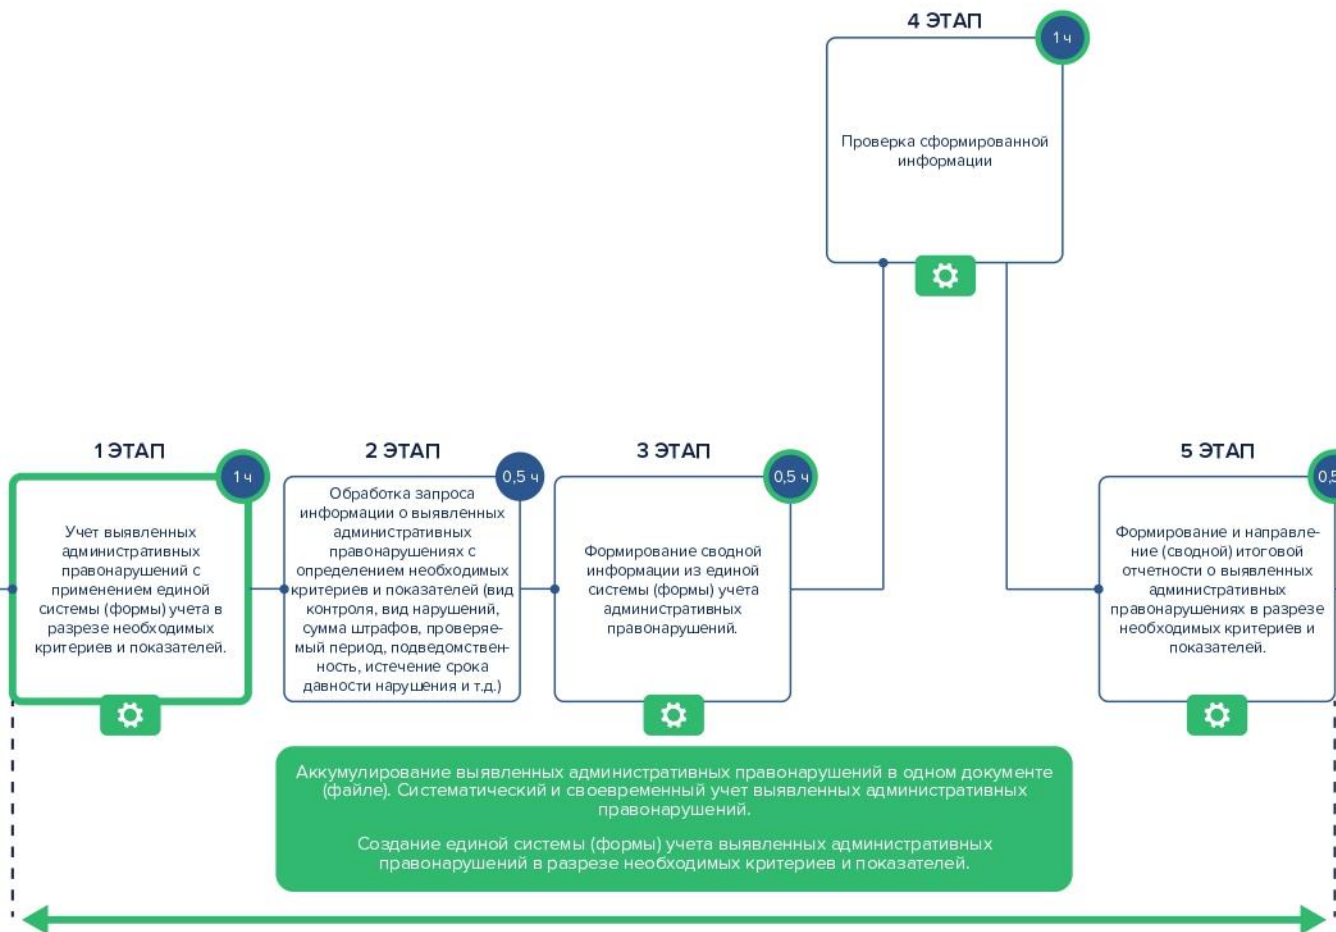 4 ЭТАП
1 ч
Проверка сформированной
информации
1 ЭТАП
1 ч
Учет выявленных
административных
правонарушений с
применением единой
системы (формы) учета в
разрезе необходимых
критериев и показателей.
2 ЭТАП
0,5 ч
Обработка запроса
информации о выявленных
административных
правонарушениях с
определением необходимых
критериев и показателей (вид
контроля, вид нарушений,
сумма штрафов, проверяе-
мый период, подведомствен-
ность, истечение срока
давности нарушения и т.д.)
3 ЭТАП
0,5 ч
Формирование сводной
информации из единой
системы (формы) учета
административных
правонарушений.
5 ЭТАП
0,5
Формирование и направле-
ние (сводной) итоговой
отчетности о выявленных
административных
правонарушениях в разрезе
необходимых критериев и
показателей.
Аккумулирование выявленных административных правонарушений в одном документе
(файле). Систематический и своевременный учет выявленных административных
правонарушений.
Создание единой системы (формы) учета выявленных административных
правонарушений в разрезе необходимых критериев и показателей.